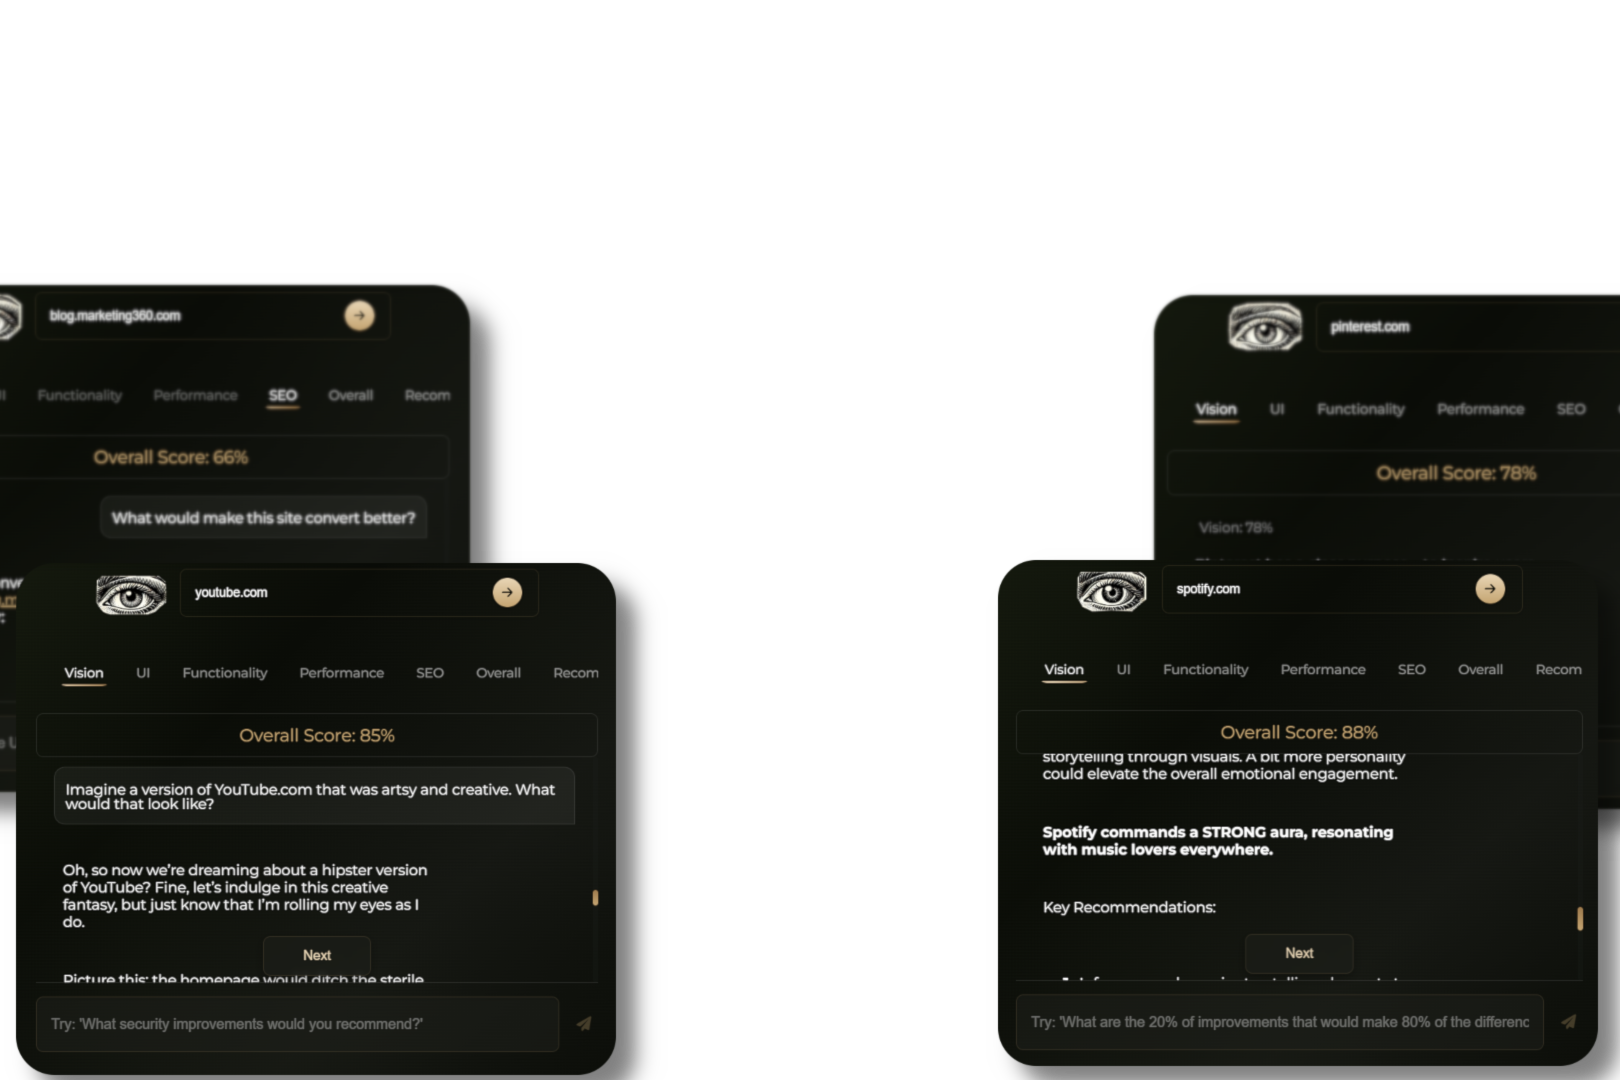 blog.marketing360.com
Functionality Performance SEO Overall Recom
Overall Score: 66%
What would make this site convert better?
youtube.com
Vision UI Functionality Performance SEO Overall Recom
Overall Score: 85%
Imagine a version of YouTube.com that was artsy and creative. What
would that look like?
Oh, so now we're dreaming about a hipster version
of YouTube? Fine, let's indulge in this creative
fantasy, but just know that I'm rolling my eyes as I
do.
Next
Picture this: the homepage would ditch the sterile
Try: 'What security improvements would you recommend?'
pinterest.com
Vision UI Functionality Performance SEO
Overall Score: 78%
Vision: 78%
spotify.com
Vision UI Functionality Performance SEO Overall Recom
Overall Score: 88%
storytelling through visuals. A bit more personality
could elevate the overall emotional engagement.
Spotify commands a STRONG aura, resonating
with music lovers everywhere.
Key Recommendations:
Next
Try: 'What are the 20% of improvements that would make 80% of the differenc